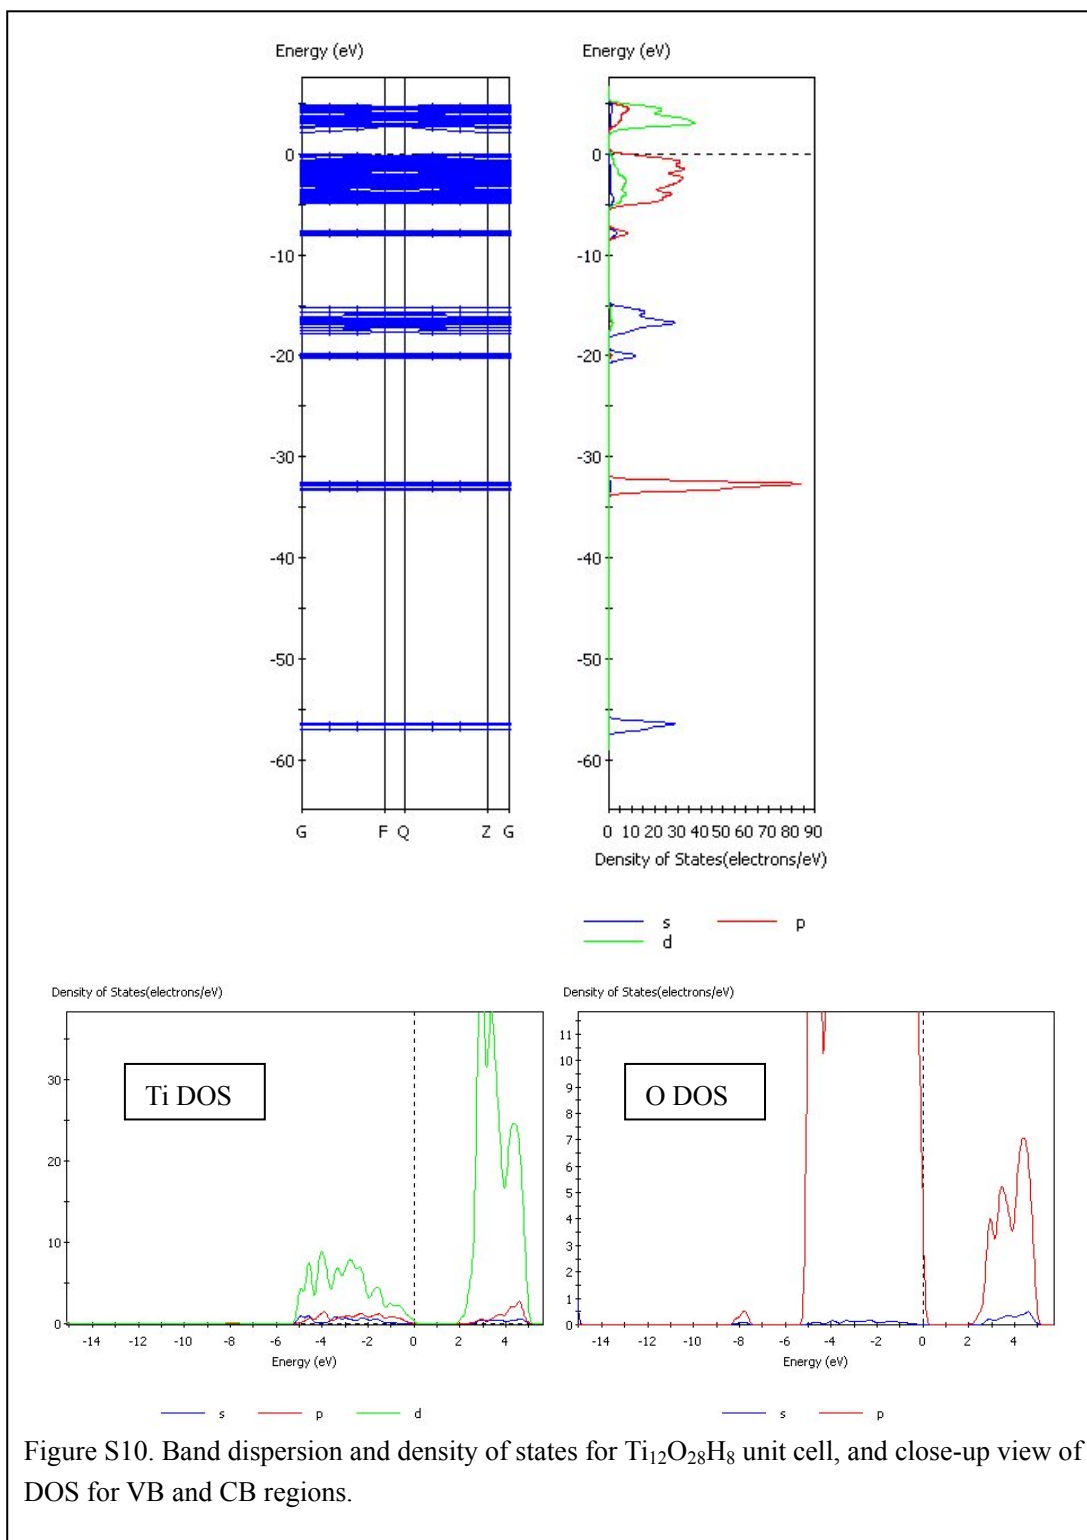 Energy (eV) Energy (eV)
0 0
-10 -10
-20 -20
-30 -30
-40 -40
-50 -50
-60 -60
G F Q Z G 0 10 20 30 40 50 60 70 80 90
Density of States(electrons/eV)
s p
d
Density of States(electrons/eV) Density of States(electrons/eV)
Ti DOS
30
20
10
0
-14 -12 -10 -8 -6 -4 -2 0 2 4
Energy (eV)
s p d
O DOS
11
10
9
8
7
6
5
4
3
2
1
0
-14 -12 -10 -8 -6 -4 -2 0 2 4
Energy (eV)
s p
Figure S10. Band dispersion and density of states for Ti₁₂O₂₈H₈ unit cell, and close-up view of
DOS for VB and CB regions.